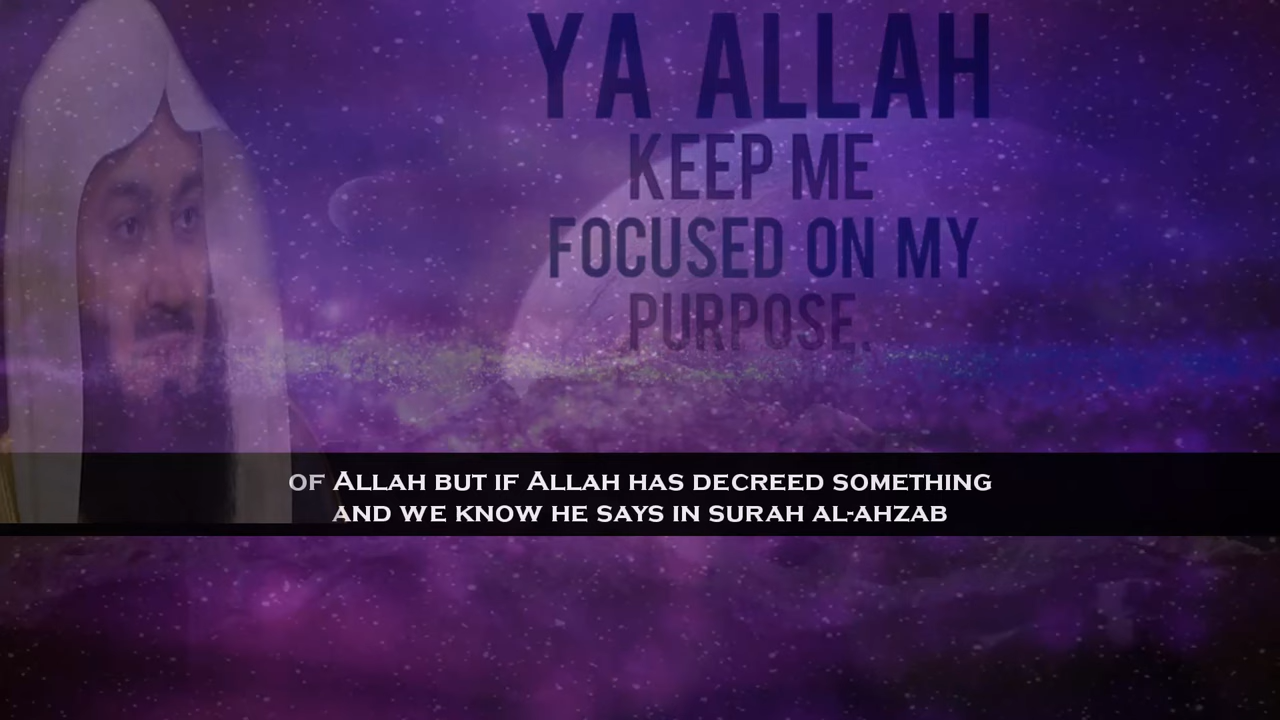 YA ALLAH
KEEP ME
FOCUSED ON MY
PURPOSE.
OF ALLAH BUT IF ALLAH HAS DECREED SOMETHING
AND WE KNOW HE SAYS IN SURAH AL-AHZAB